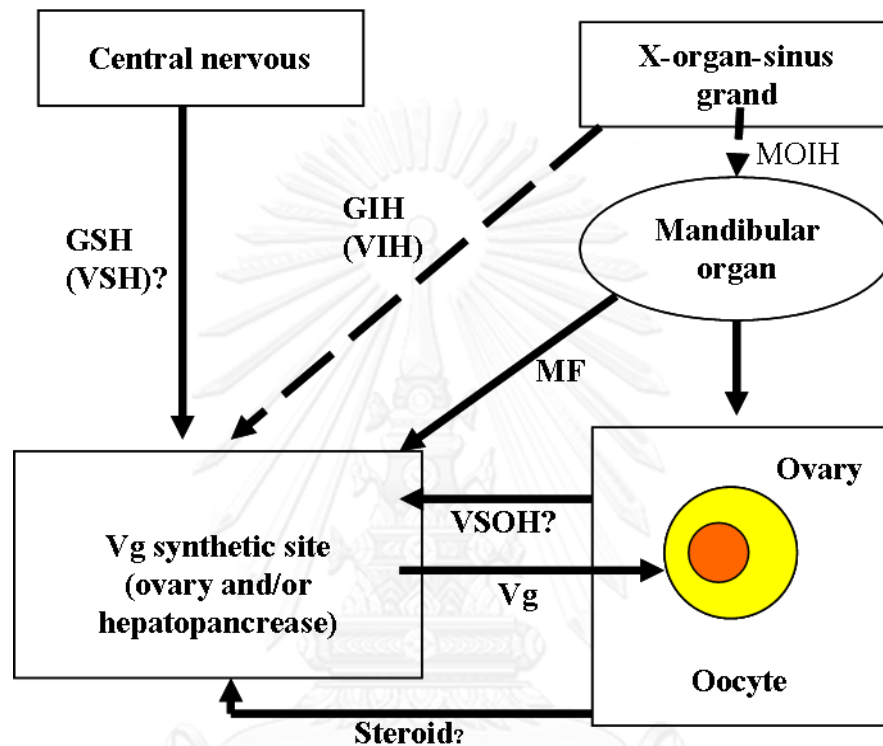 Central nervous
X-organ-sinus
grand
MOIH
GSH
(VSH)?
GIH
(VIH)
Mandibular
organ
MF
Ovary
VSOH?
Vg synthetic site
(ovary and/or
hepatopancrease)
Vg
Oocyte
Steroid?